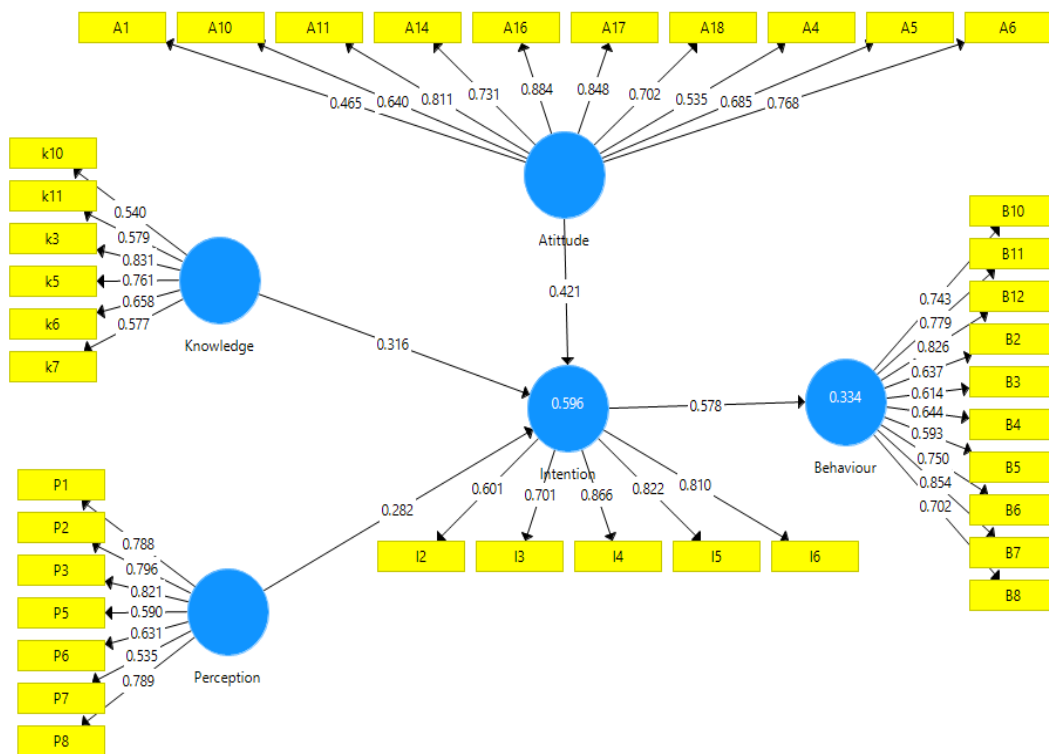 A1 A10 A11 A14 A16 A17 A18 A4 A5 A6
0.465 0.640 0.811 0.731 0.884 0.848 0.702 0.535 0.685 0.768
Atittude
k10
k11
k3
k5
k6
k7
0.540
0.579
0.831
0.761
0.658
0.577
Knowledge
0.421
0.316
0.596
Intention
0.578
0.282
0.601 0.701 0.866 0.822 0.810
I2 I3 I4 I5 I6
0.334
Behaviour
0.743
0.779
0.826
0.637
0.614
0.644
0.593
0.750
0.854
0.702
B10
B11
B12
B2
B3
B4
B5
B6
B7
B8
P1
P2
P3
P5
P6
P7
P8
0.788
0.796
0.821
0.590
0.631
0.535
0.789
Perception